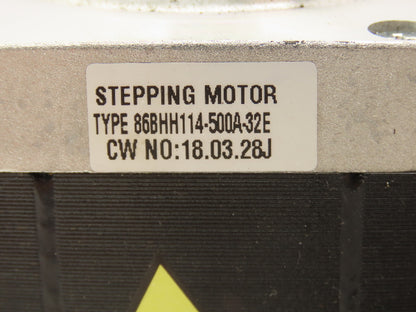 STEPPING MOTOR
TYPE 86BHH114-500A-32E
CW NO:18.03.28J